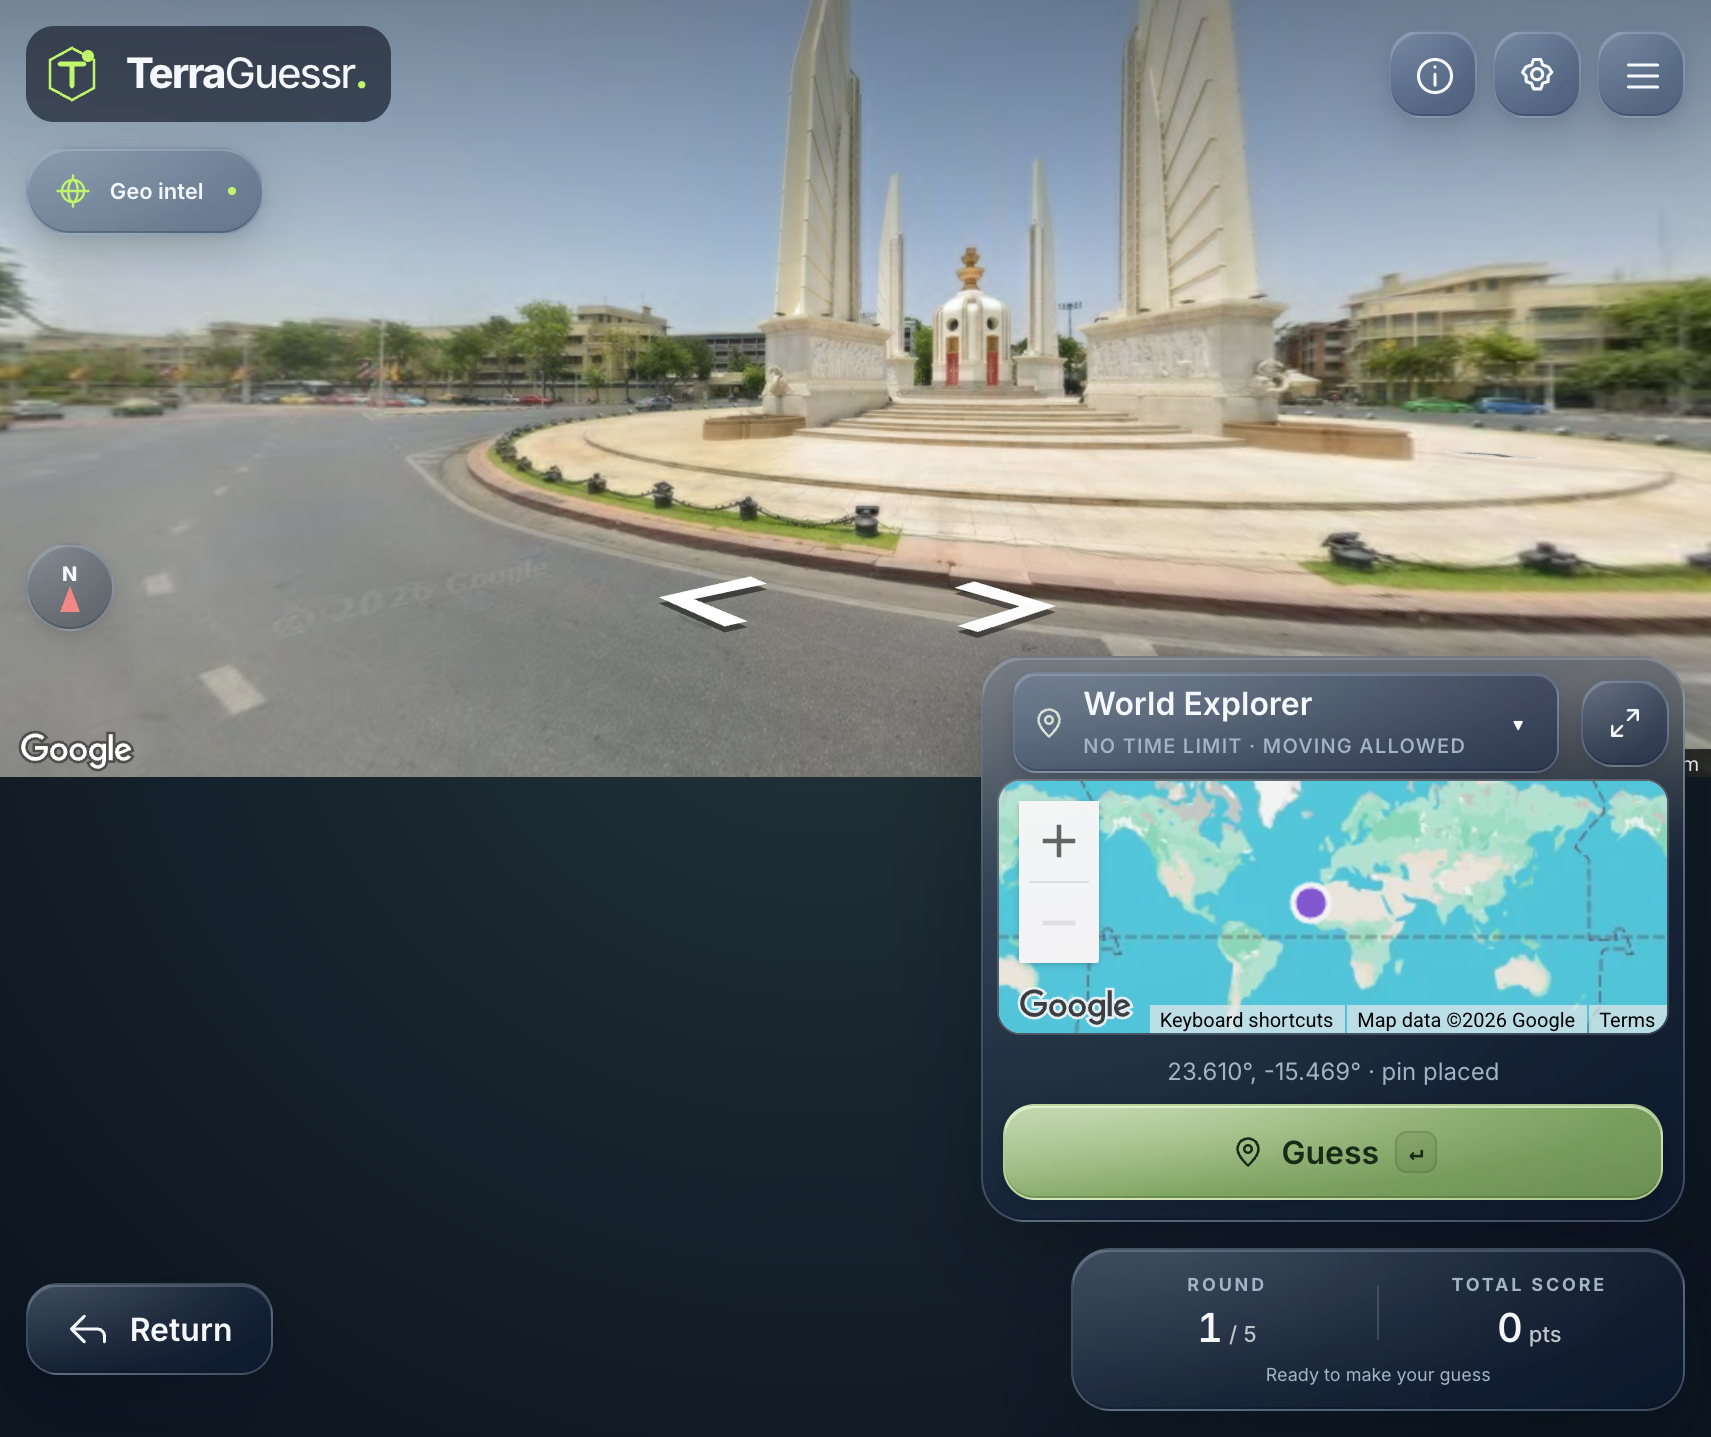 TerraGuessr.
Geo intel
N
© 2026 Google
Google
World Explorer
NO TIME LIMIT · MOVING ALLOWED
m
Google
Keyboard shortcuts
Map data ©2026 Google
Terms
23.610°, -15.469° · pin placed
Guess ↵
Return
ROUND
1 / 5
TOTAL SCORE
0 pts
Ready to make your guess